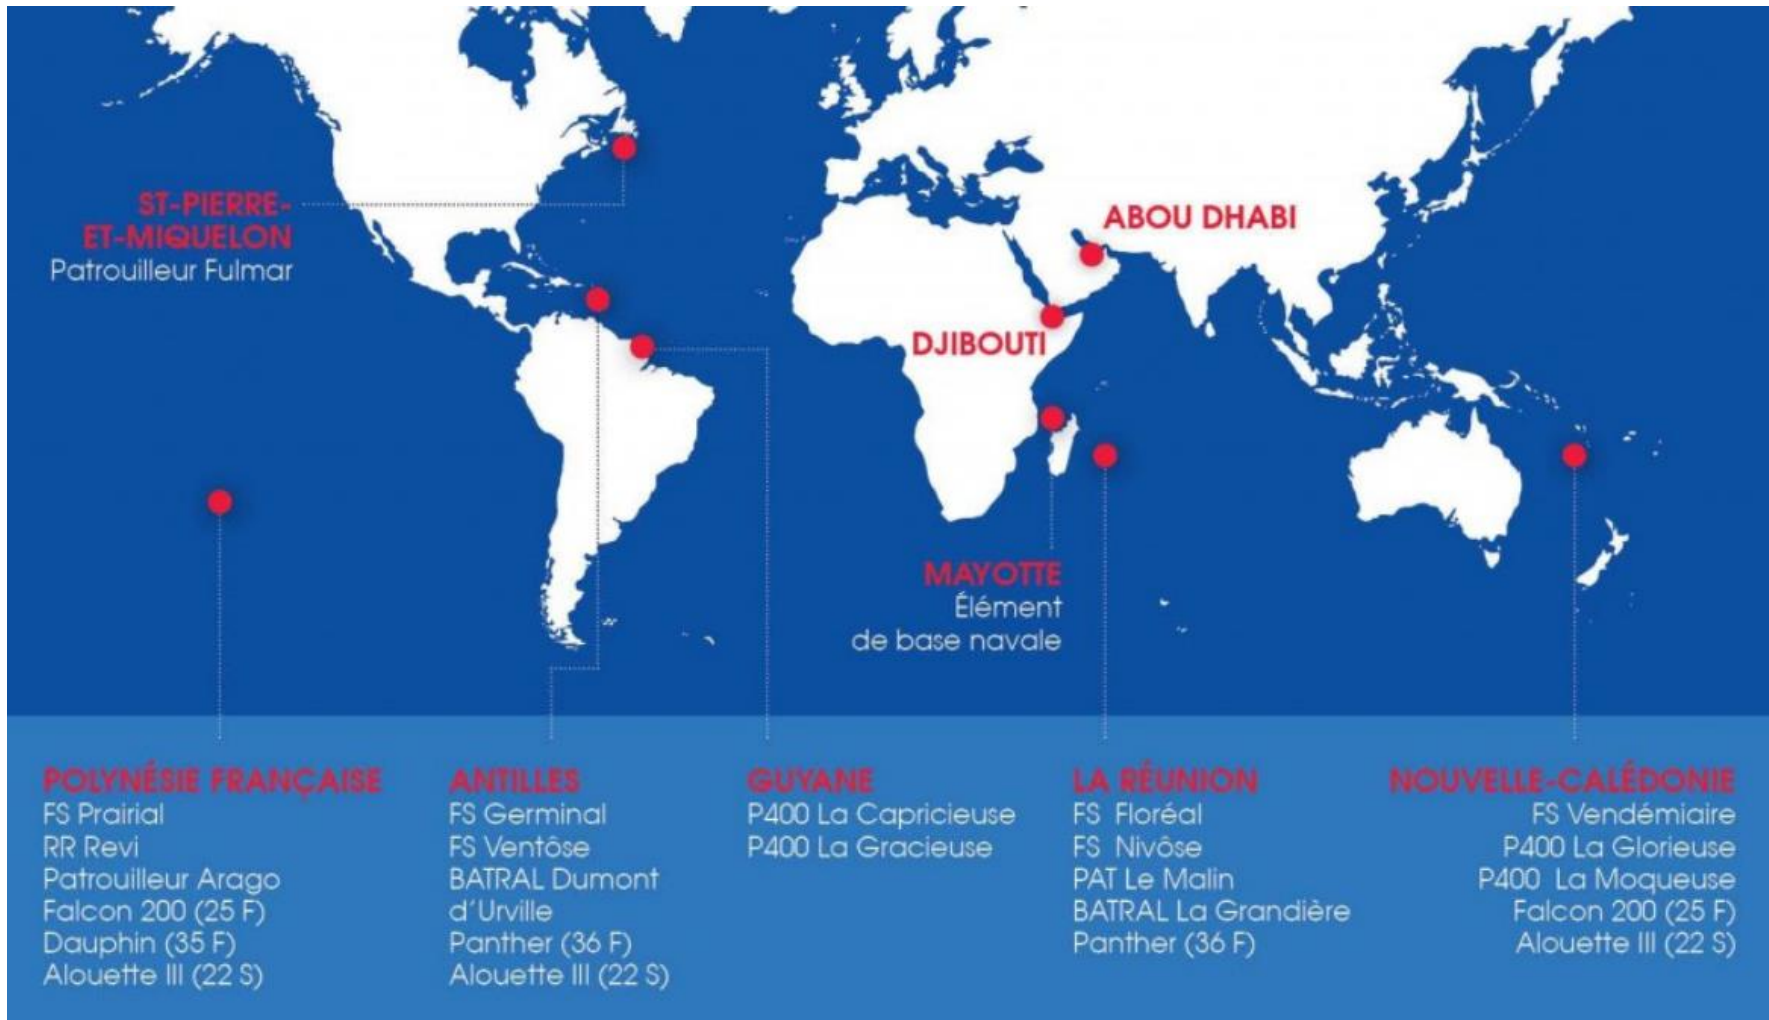 ST-PIERRE-
ET-MIQUELON
Patrouilleur Fulmar
ABOU DHABI
DJIBOUTI
MAYOTTE
Élément
de base navale
POLYNÉSIE FRANÇAISE
FS Prairial
RR Revi
Patrouilleur Arago
Falcon 200 (25 F)
Dauphin (35 F)
Alouette III (22 S)
ANTILLES
FS Germinal
FS Ventôse
BATRAL Dumont
d'Urville
Panther (36 F)
Alouette III (22 S)
GUYANE
P400 La Capricieuse
P400 La Gracieuse
LA RÉUNION
FS Floréal
FS Nivôse
PAT Le Malin
BATRAL La Grandière
Panther (36 F)
NOUVELLE-CALÉDONIE
FS Vendémiaire
P400 La Glorieuse
P400 La Moqueuse
Falcon 200 (25 F)
Alouette III (22 S)